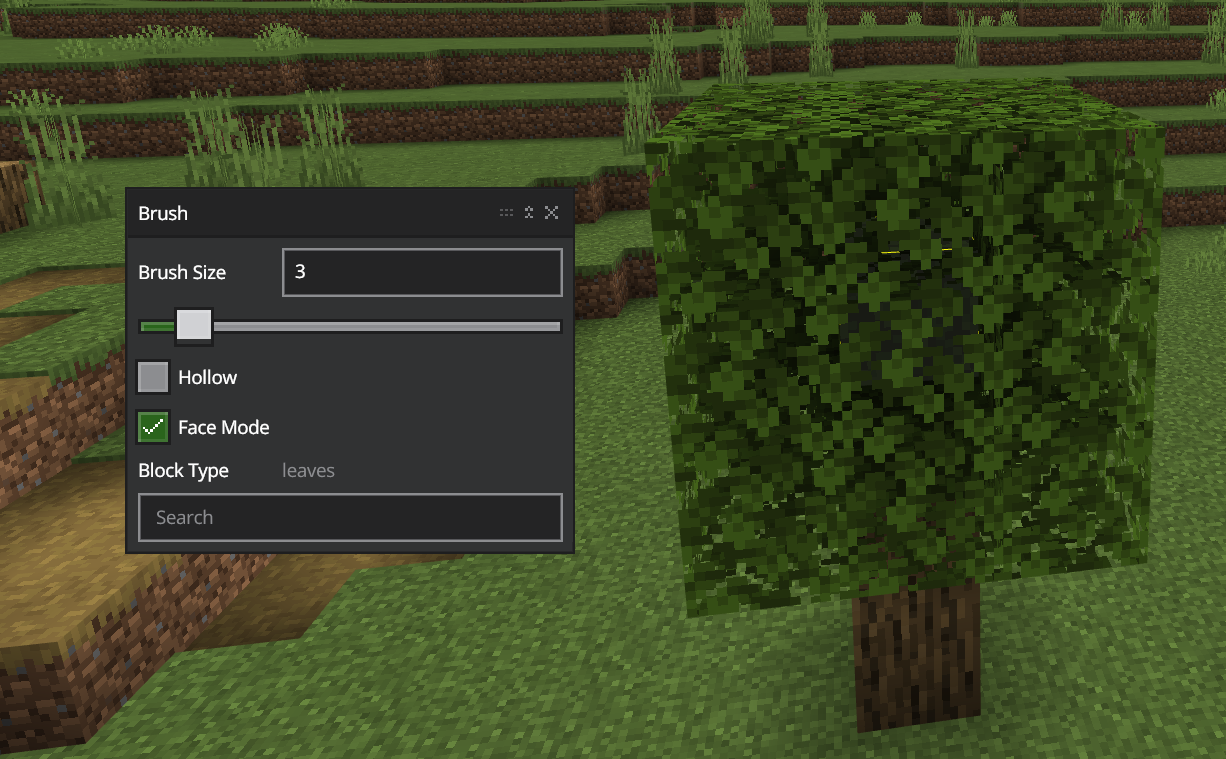 Brush
Brush Size 3
Hollow
Face Mode
Block Type leaves
Search